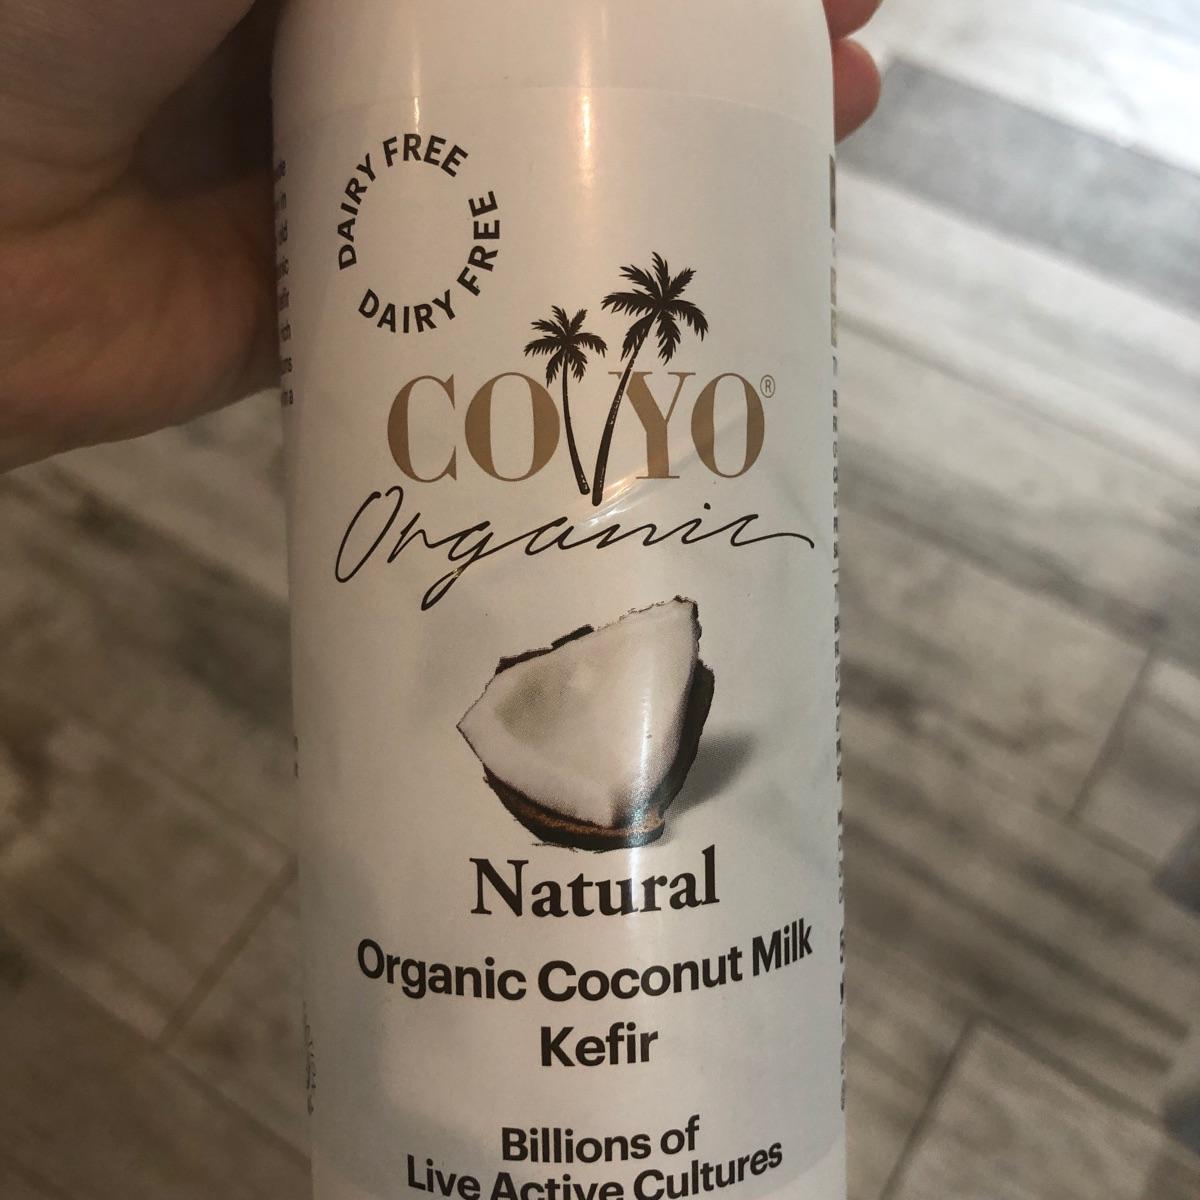 DAIRY FREE DAIRY FREE
COYO®
Organic
Natural
Organic Coconut Milk
Kefir
Billions of
Live Active Cultures